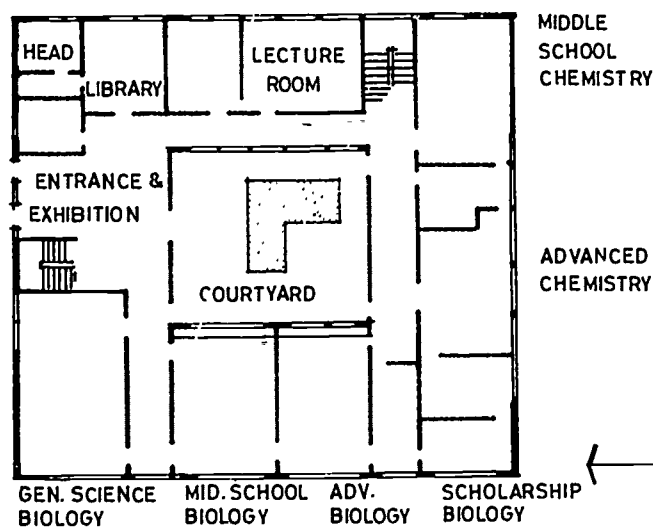 MIDDLE
SCHOOL
CHEMISTRY
HEAD
LIBRARY
LECTURE
ROOM
ENTRANCE &
EXHIBITION
COURTYARD
ADVANCED
CHEMISTRY
GEN. SCIENCE
BIOLOGY
MID. SCHOOL
BIOLOGY
ADV.
BIOLOGY
SCHOLARSHIP
BIOLOGY